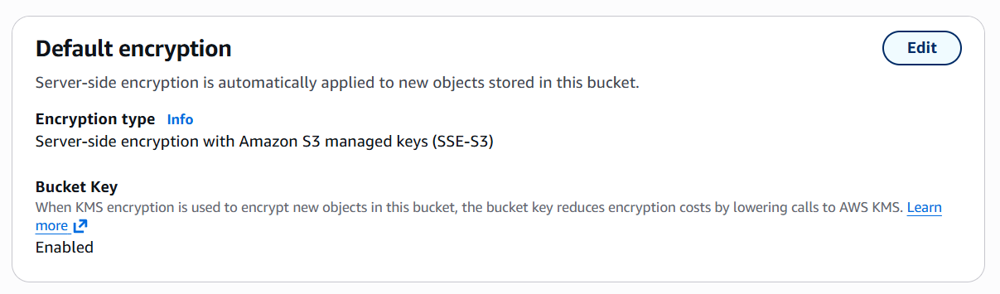 Default encryption
Edit
Server-side encryption is automatically applied to new objects stored in this bucket.
Encryption type Info
Server-side encryption with Amazon S3 managed keys (SSE-S3)
Bucket Key
When KMS encryption is used to encrypt new objects in this bucket, the bucket key reduces encryption costs by lowering calls to AWS KMS. Learn
more
Enabled